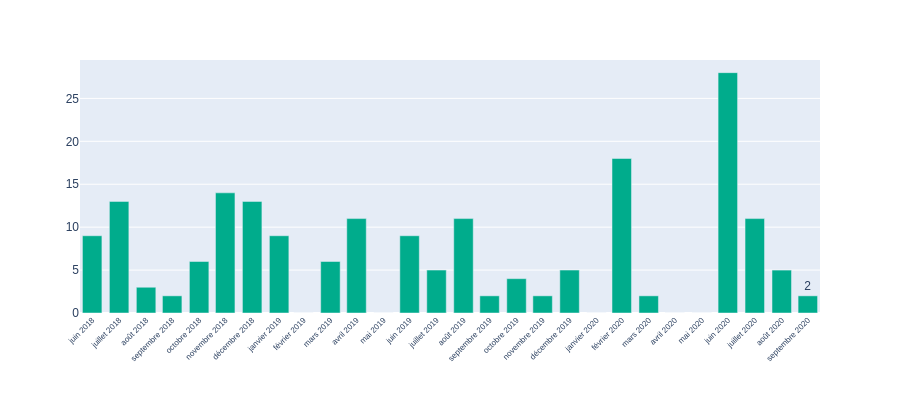 25
20
15
10
5
0
2
juin 2018
juillet 2018
août 2018
septembre 2018
octobre 2018
novembre 2018
décembre 2018
janvier 2019
février 2019
mars 2019
avril 2019
mai 2019
juin 2019
juillet 2019
août 2019
septembre 2019
octobre 2019
novembre 2019
décembre 2019
janvier 2020
février 2020
mars 2020
avril 2020
mai 2020
juin 2020
juillet 2020
août 2020
septembre 2020